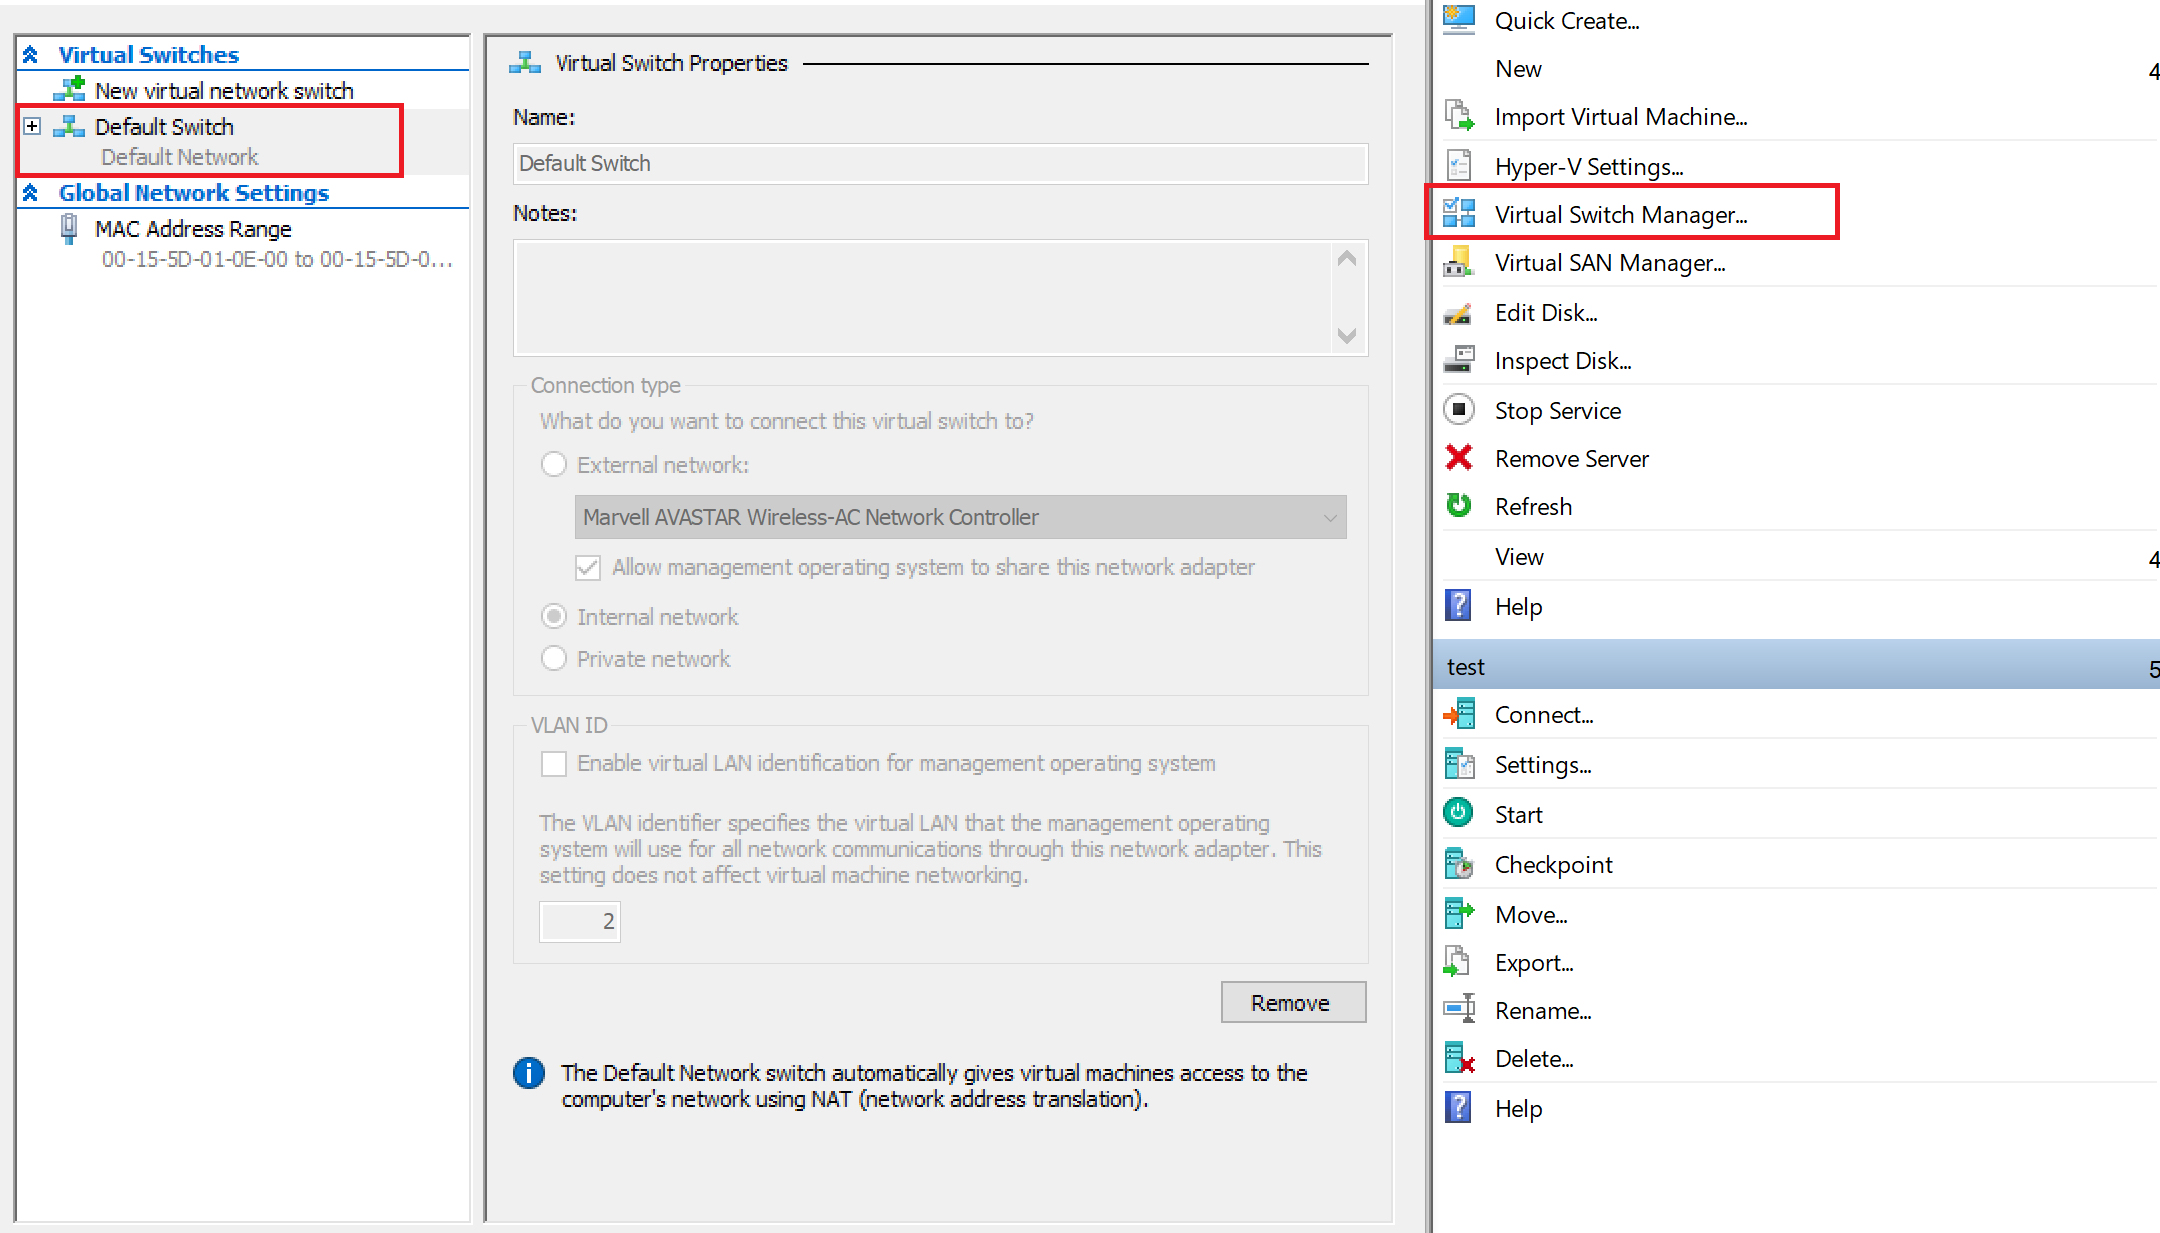 Virtual Switches
New virtual network switch
Default Switch
Default Network
Global Network Settings
MAC Address Range
00-15-5D-01-0E-00 to 00-15-5D-0...
Virtual Switch Properties
Name:
Default Switch
Notes:
Connection type
What do you want to connect this virtual switch to?
External network:
Marvell AVASTAR Wireless-AC Network Controller
Allow management operating system to share this network adapter
Internal network
Private network
VLAN ID
Enable virtual LAN identification for management operating system
The VLAN identifier specifies the virtual LAN that the management operating
system will use for all network communications through this network adapter. This
setting does not affect virtual machine networking.
2
Remove
The Default Network switch automatically gives virtual machines access to the
computer's network using NAT (network address translation).
Quick Create...
New 4
Import Virtual Machine...
Hyper-V Settings...
Virtual Switch Manager...
Virtual SAN Manager...
Edit Disk...
Inspect Disk...
Stop Service
Remove Server
Refresh
View 4
Help
test 5
Connect...
Settings...
Start
Checkpoint
Move...
Export...
Rename...
Delete...
Help